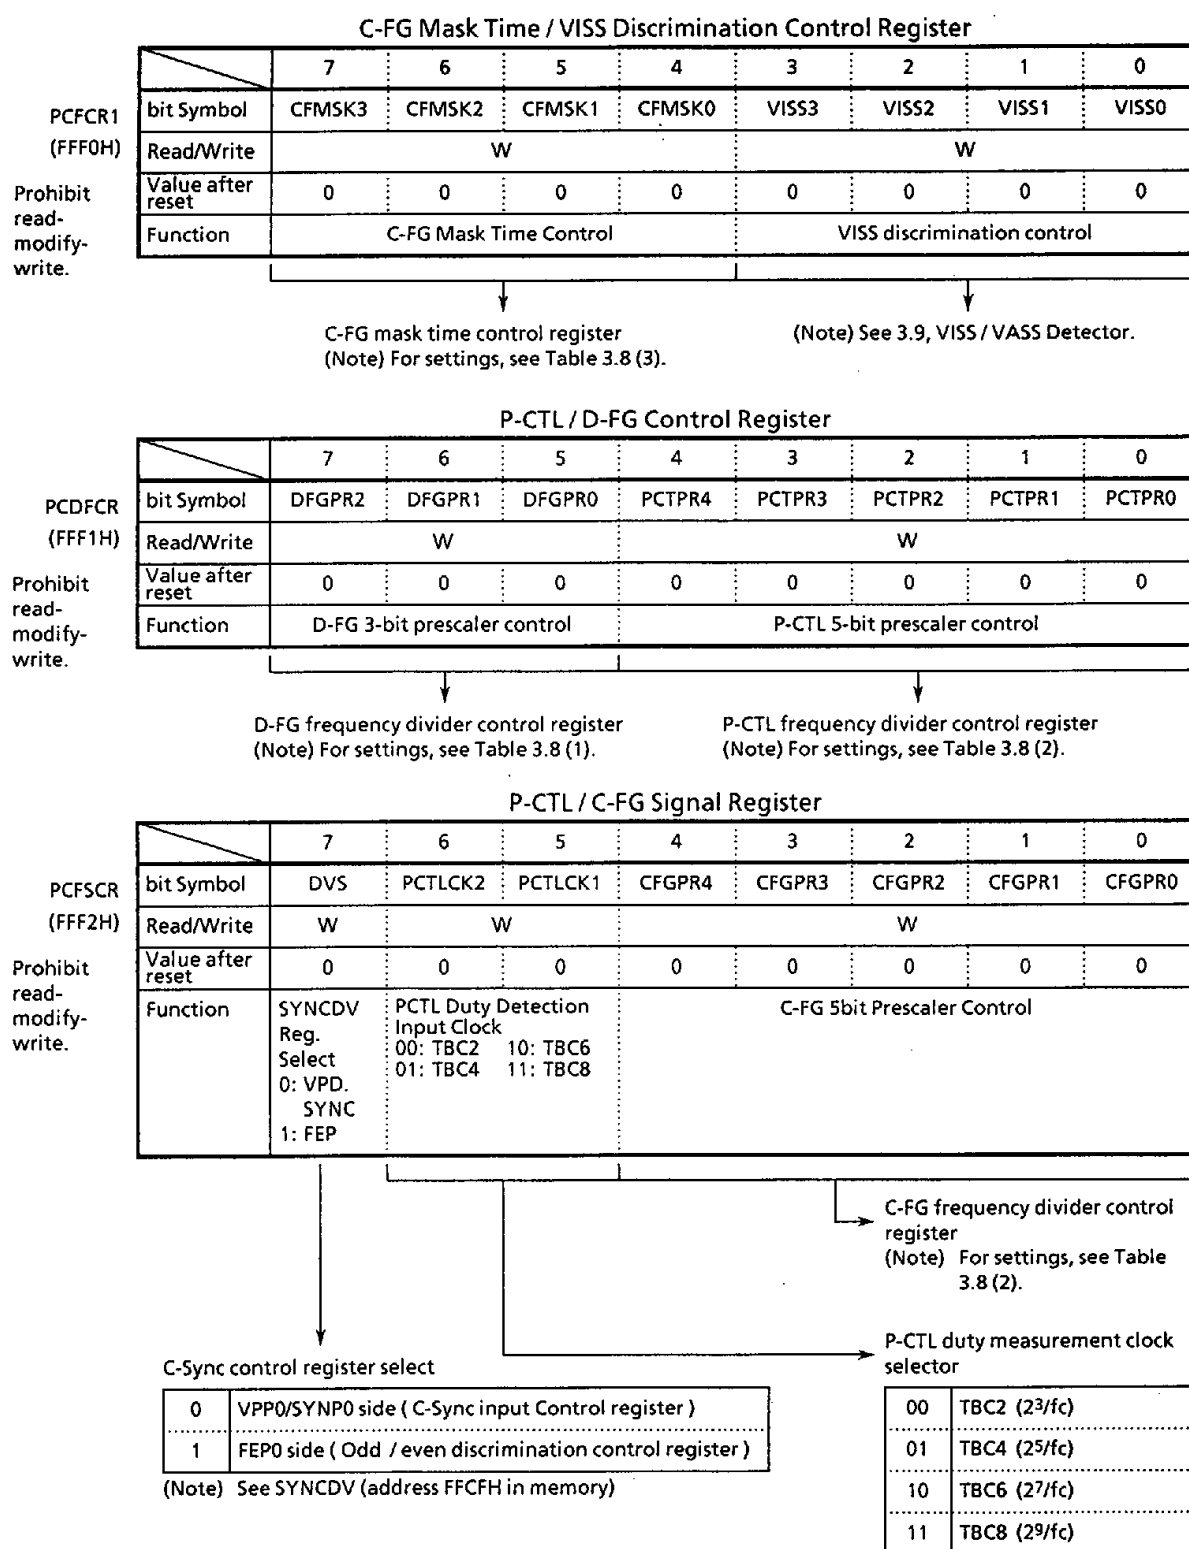 C-FG Mask Time / VISS Discrimination Control Register
7 6 5 4 3 2 1 0
PCFCR1
(FFF0H)
bit Symbol CFMSK3 CFMSK2 CFMSK1 CFMSK0 VISS3 VISS2 VISS1 VISS0
Read/Write W W
Prohibit
read-
modify-
write.
Value after
reset 0 0 0 0 0 0 0 0
Function C-FG Mask Time Control VISS discrimination control
C-FG mask time control register
(Note) For settings, see Table 3.8 (3).
(Note) See 3.9, VISS / VASS Detector.
P-CTL / D-FG Control Register
7 6 5 4 3 2 1 0
PCDFCR
(FFF1H)
bit Symbol DFGPR2 DFGPR1 DFGPR0 PCTPR4 PCTPR3 PCTPR2 PCTPR1 PCTPR0
Read/Write W W
Prohibit
read-
modify-
write.
Value after
reset 0 0 0 0 0 0 0 0
Function D-FG 3-bit prescaler control P-CTL 5-bit prescaler control
D-FG frequency divider control register
(Note) For settings, see Table 3.8 (1).
P-CTL frequency divider control register
(Note) For settings, see Table 3.8 (2).
P-CTL / C-FG Signal Register
7 6 5 4 3 2 1 0
PCFSCR
(FFF2H)
bit Symbol DVS PCTLCK2 PCTLCK1 CFGPR4 CFGPR3 CFGPR2 CFGPR1 CFGPR0
Read/Write W W W
Prohibit
read-
modify-
write.
Value after
reset 0 0 0 0 0 0 0 0
Function
SYNCDV
Reg.
Select
0: VPD.
SYNC
1: FEP
PCTL Duty Detection
Input Clock
00: TBC2 10: TBC6
01: TBC4 11: TBC8
C-FG 5bit Prescaler Control
C-FG frequency divider control
register
(Note) For settings, see Table
3.8 (2).
P-CTL duty measurement clock
selector
00 TBC2 (2³/fc)
01 TBC4 (2⁵/fc)
10 TBC6 (2⁷/fc)
11 TBC8 (2⁹/fc)
C-Sync control register select
0 VPP0/SYNP0 side ( C-Sync input Control register )
1 FEP0 side ( Odd / even discrimination control register )
(Note) See SYNCDV (address FFCFH in memory)